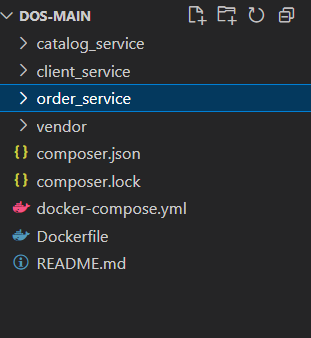 DOS-MAIN
catalog_service
client_service
order_service
vendor
composer.json
composer.lock
docker-compose.yml
Dockerfile
README.md